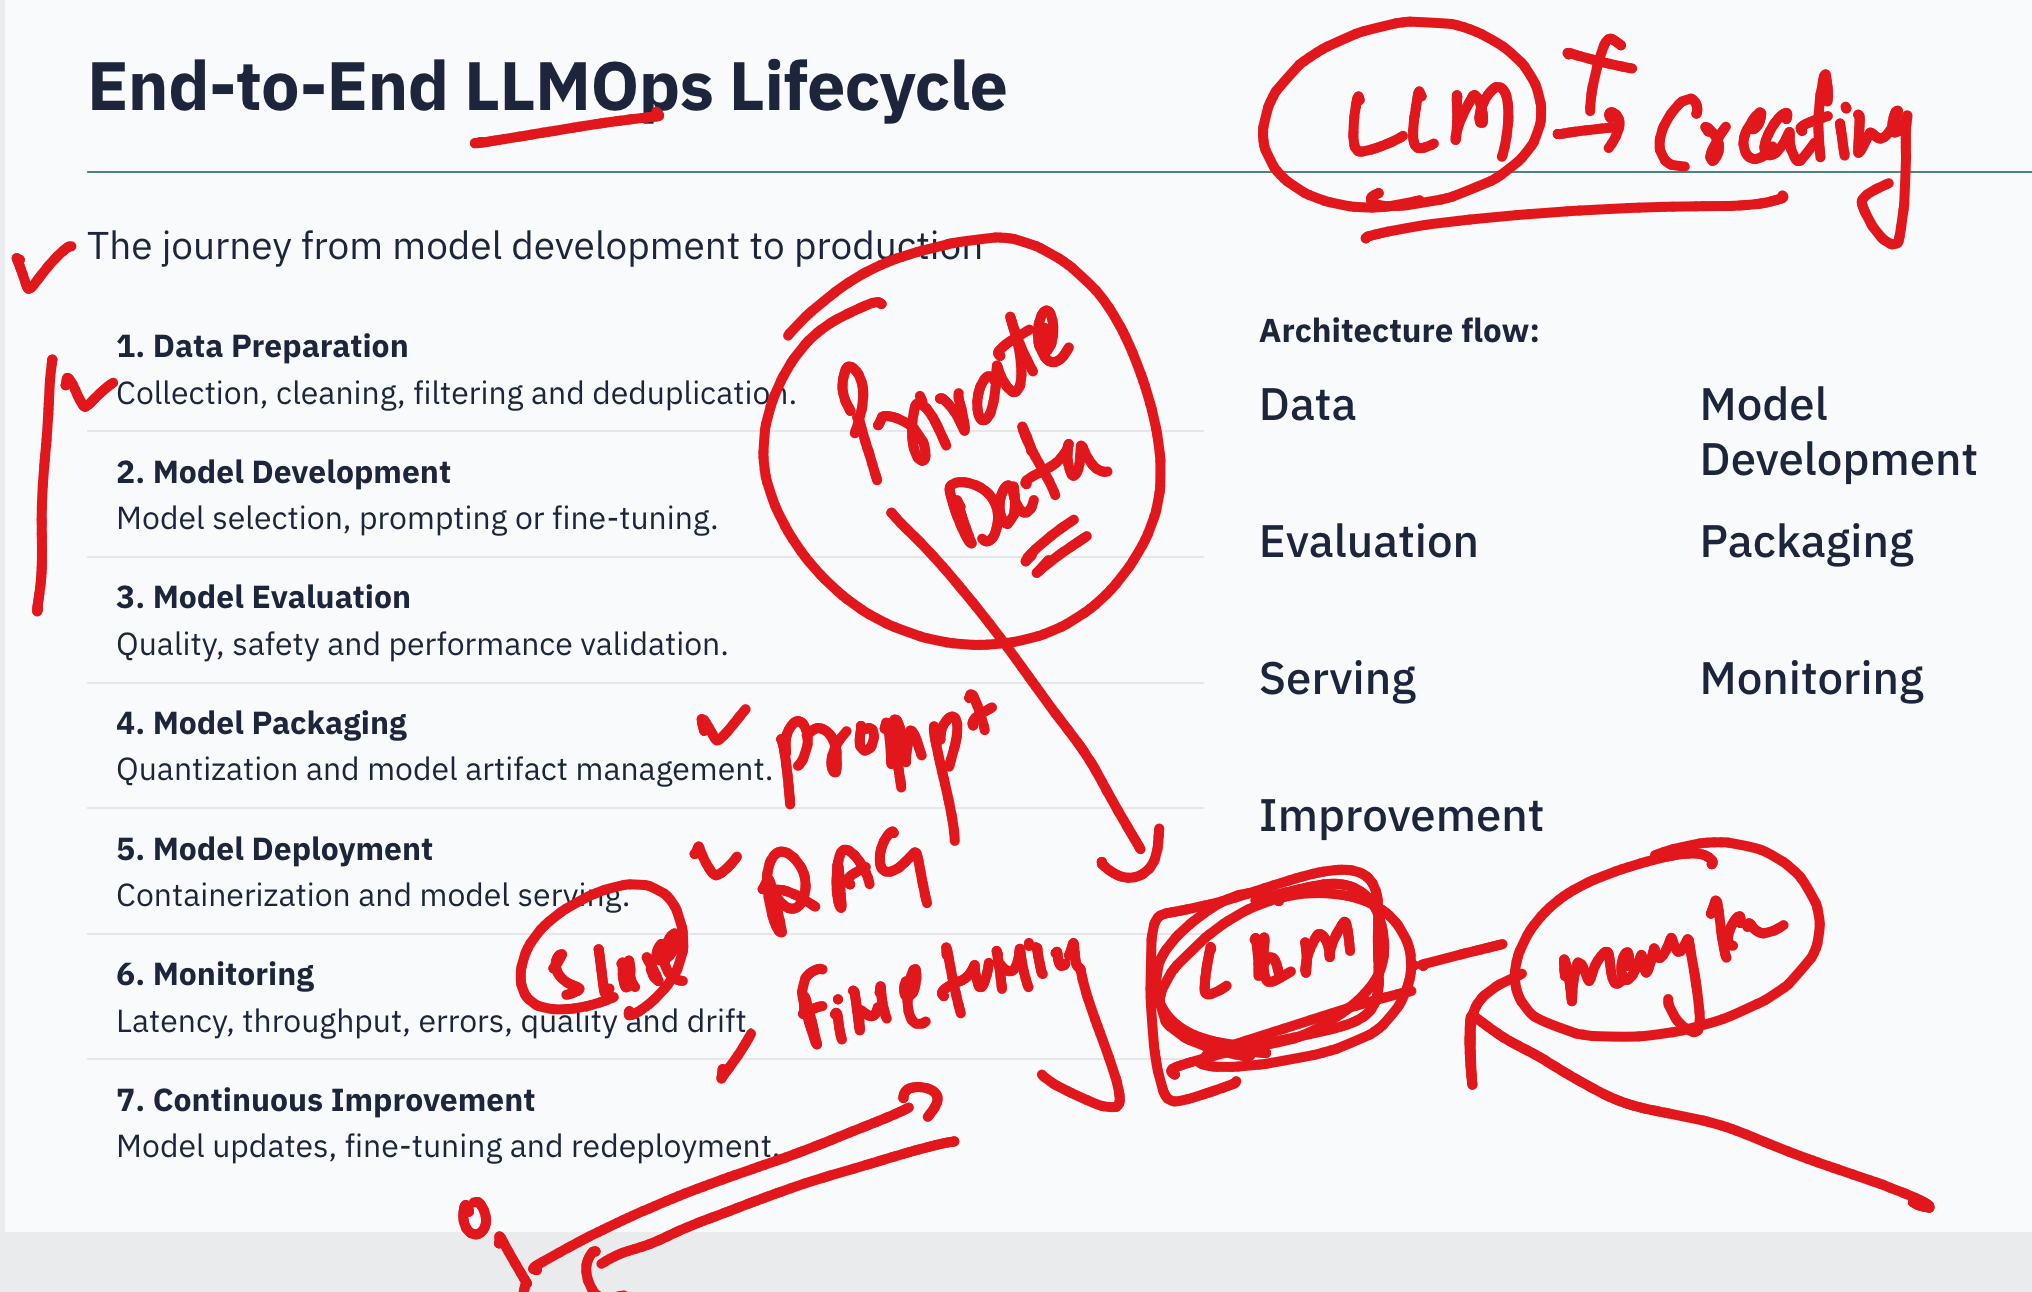 End-to-End LLMOps Lifecycle
LLM
Creating
The journey from model development to production
1. Data Preparation
Collection, cleaning, filtering and deduplication.
2. Model Development
Model selection, prompting or fine-tuning.
3. Model Evaluation
Quality, safety and performance validation.
4. Model Packaging
Quantization and model artifact management.
5. Model Deployment
Containerization and model serving.
6. Monitoring
Latency, throughput, errors, quality and drift.
7. Continuous Improvement
Model updates, fine-tuning and redeployment.
Private
Data
prompt
RAG
fine tuning
Architecture flow:
Data
Model
Development
Evaluation
Packaging
Serving
Monitoring
Improvement
many